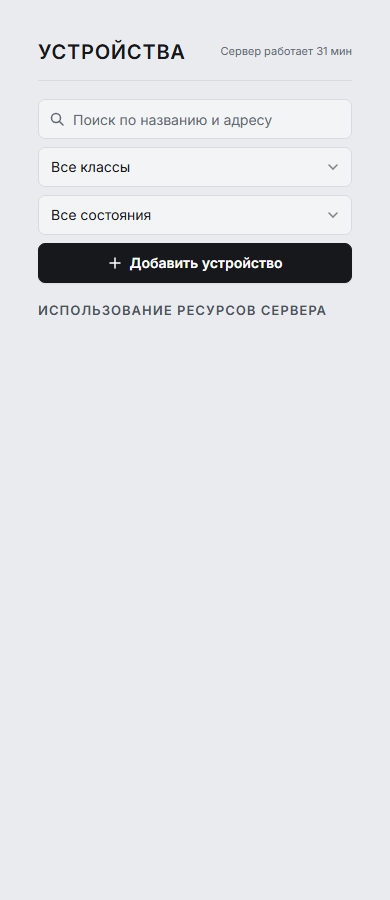 УСТРОЙСТВА
Сервер работает 31 мин
Поиск по названию и адресу
Все классы
Все состояния
Добавить устройство
ИСПОЛЬЗОВАНИЕ РЕСУРСОВ СЕРВЕРА